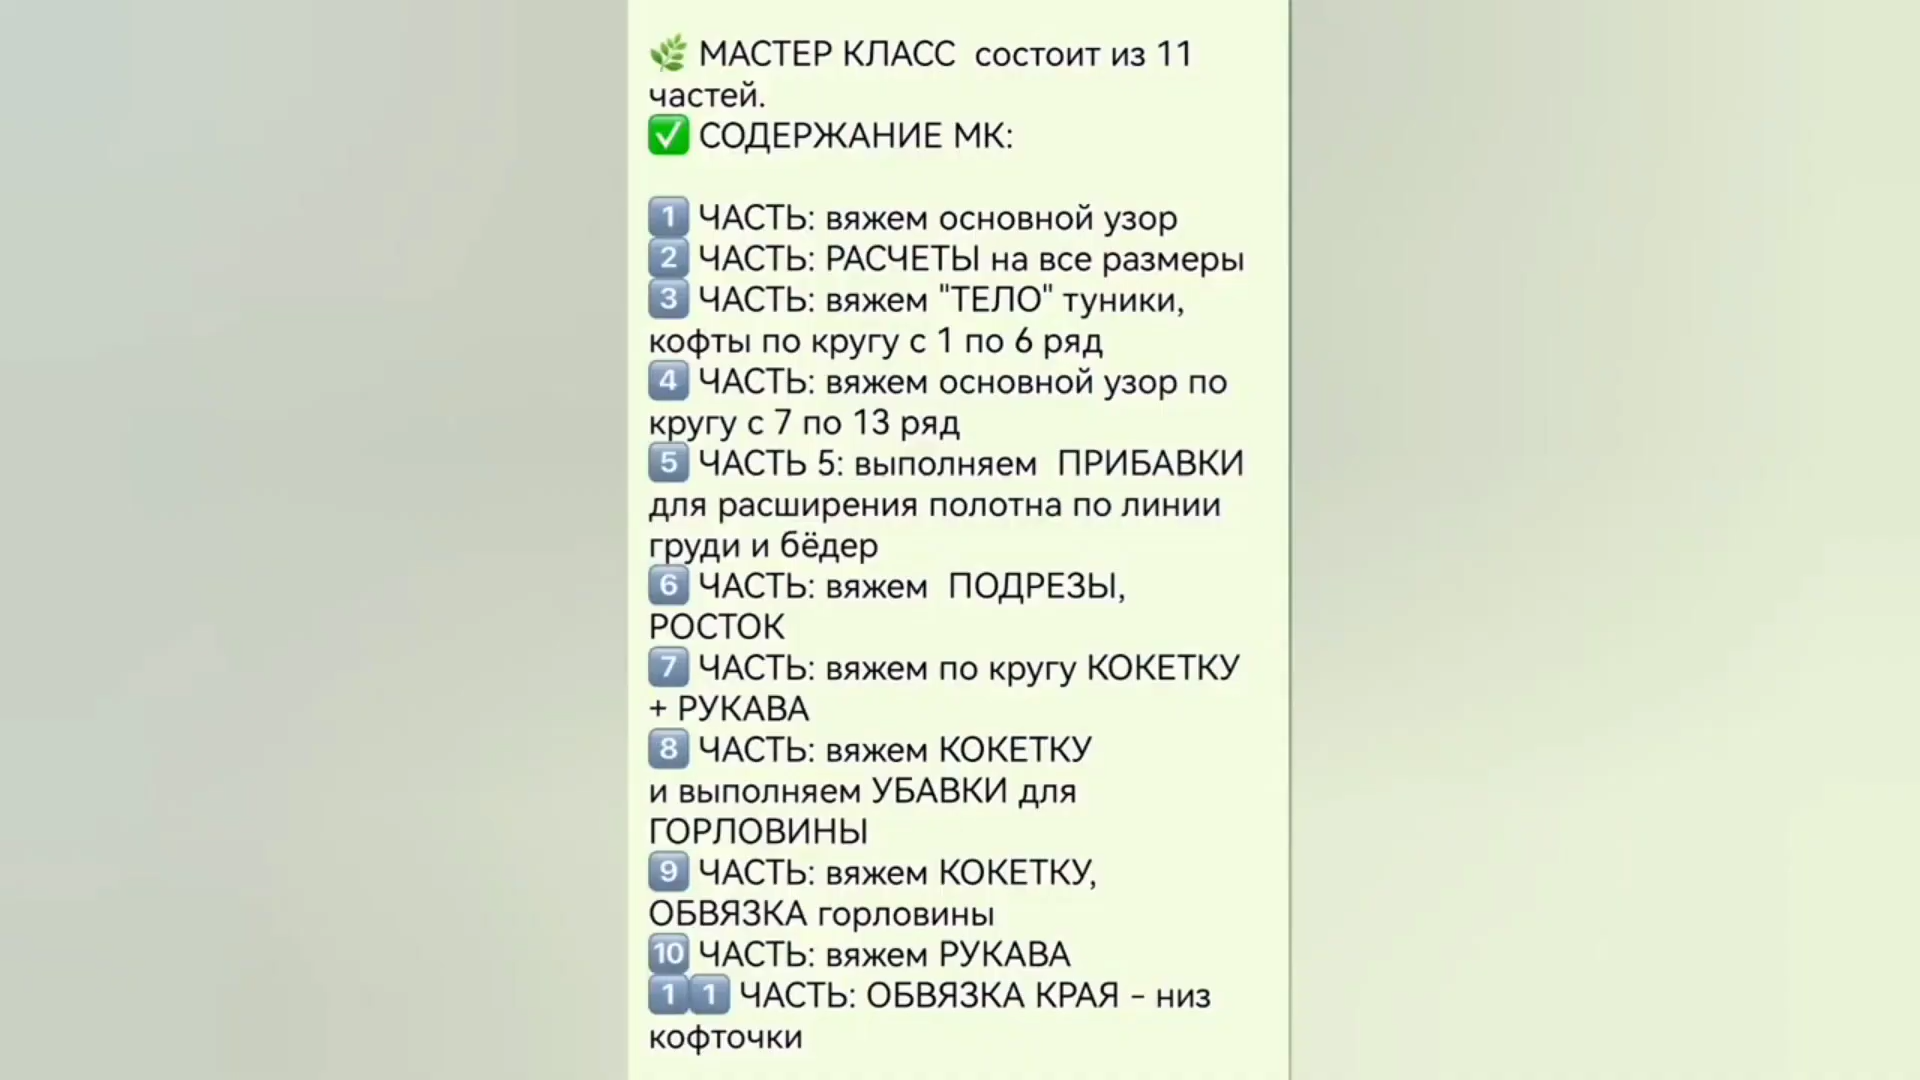 🌿 МАСТЕР КЛАСС состоит из 11
частей.
✅ СОДЕРЖАНИЕ МК:
1️⃣ ЧАСТЬ: вяжем основной узор
2️⃣ ЧАСТЬ: РАСЧЕТЫ на все размеры
3️⃣ ЧАСТЬ: вяжем "ТЕЛО" туники,
кофты по кругу с 1 по 6 ряд
4️⃣ ЧАСТЬ: вяжем основной узор по
кругу с 7 по 13 ряд
5️⃣ ЧАСТЬ 5: выполняем ПРИБАВКИ
для расширения полотна по линии
груди и бёдер
6️⃣ ЧАСТЬ: вяжем ПОДРЕЗЫ,
РОСТОК
7️⃣ ЧАСТЬ: вяжем по кругу КОКЕТКУ
+ РУКАВА
8️⃣ ЧАСТЬ: вяжем КОКЕТКУ
и выполняем УБАВКИ для
ГОРЛОВИНЫ
9️⃣ ЧАСТЬ: вяжем КОКЕТКУ,
ОБВЯЗКА горловины
🔟 ЧАСТЬ: вяжем РУКАВА
1️⃣1️⃣ ЧАСТЬ: ОБВЯЗКА КРАЯ - низ
кофточки